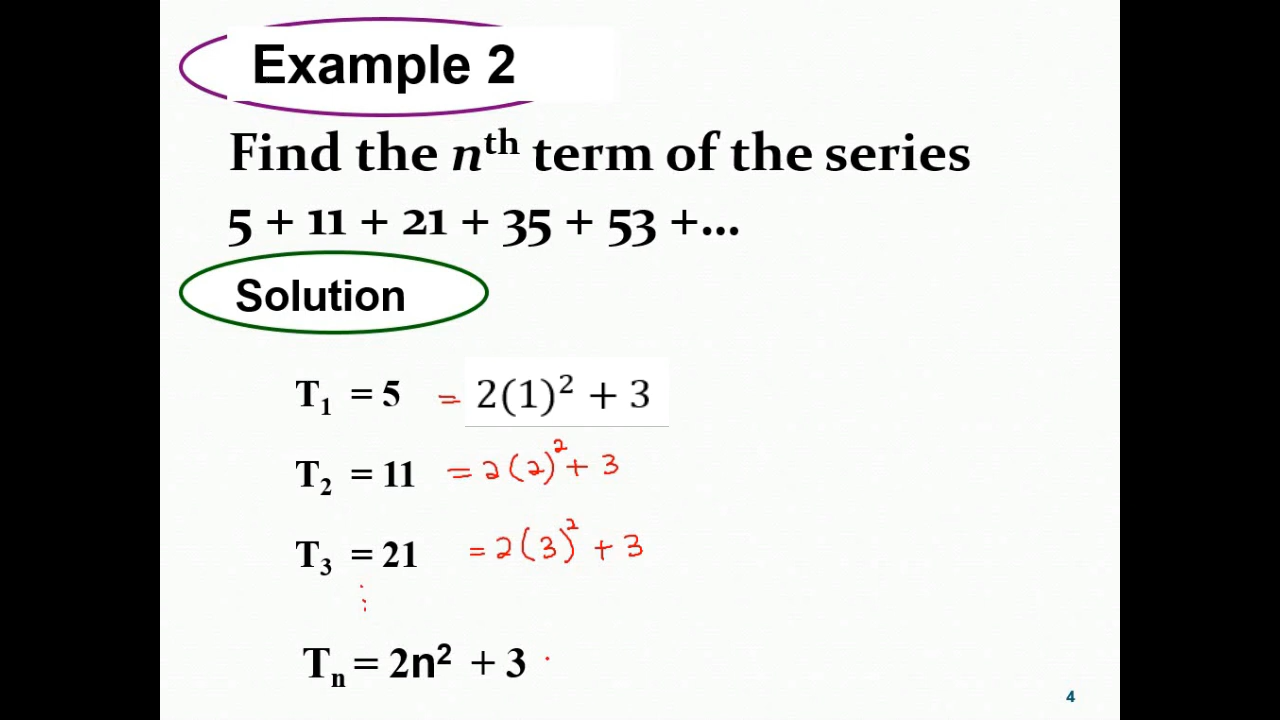 Example 2
Find the nᵗʰ term of the series
5 + 11 + 21 + 35 + 53 +...
Solution
T₁ = 5 = 2(1)² + 3
T₂ = 11 = 2(2)² + 3
T₃ = 21 = 2(3)² + 3
⋮
Tₙ = 2n² + 3
4